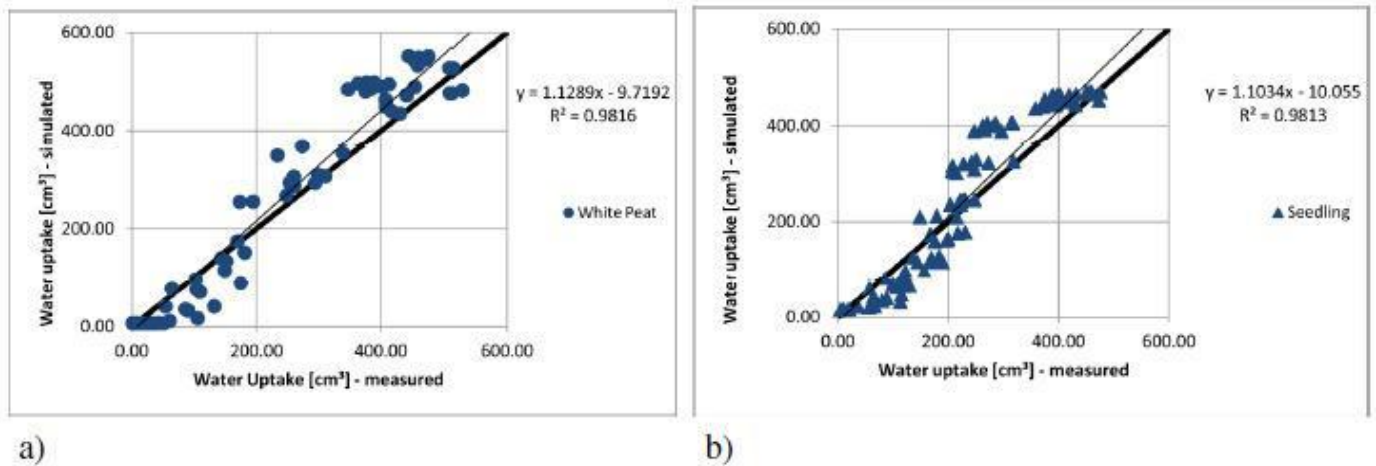 600.00
400.00
200.00
0.00
0.00 200.00 400.00 600.00
Water uptake [cm³] - simulated
Water Uptake [cm³] - measured
y = 1.1289x - 9.7192
R² = 0.9816
White Peat
a)
600.00
400.00
200.00
0.00
0.00 200.00 400.00 600.00
Water uptake [cm³] - simulated
Water uptake [cm³] - measured
y = 1.1034x - 10.055
R² = 0.9813
Seedling
b)